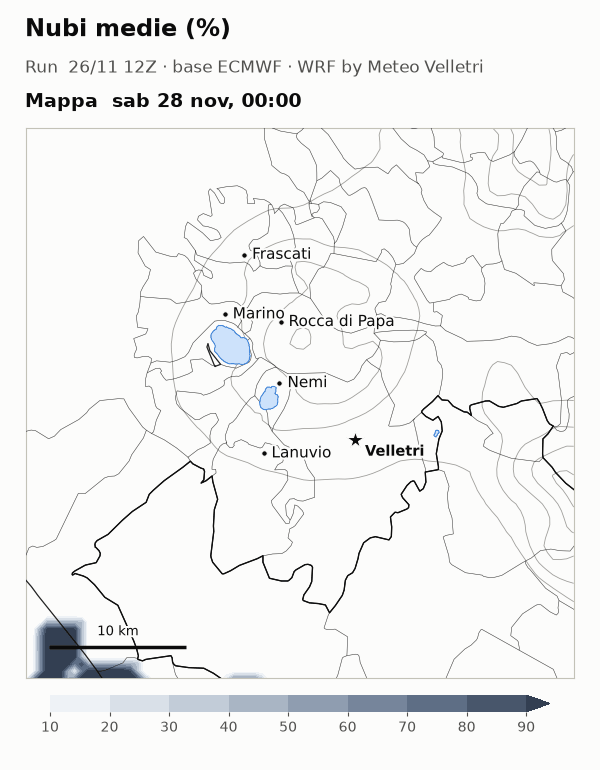 Nubi medie (%)
Run  26/11 12Z · base ECMWF · WRF by Meteo Velletri
Mappa  sab 28 nov, 00:00
Frascati
Marino
Rocca di Papa
Nemi
Velletri
Lanuvio
10 km
10 20 30 40 50 60 70 80 90